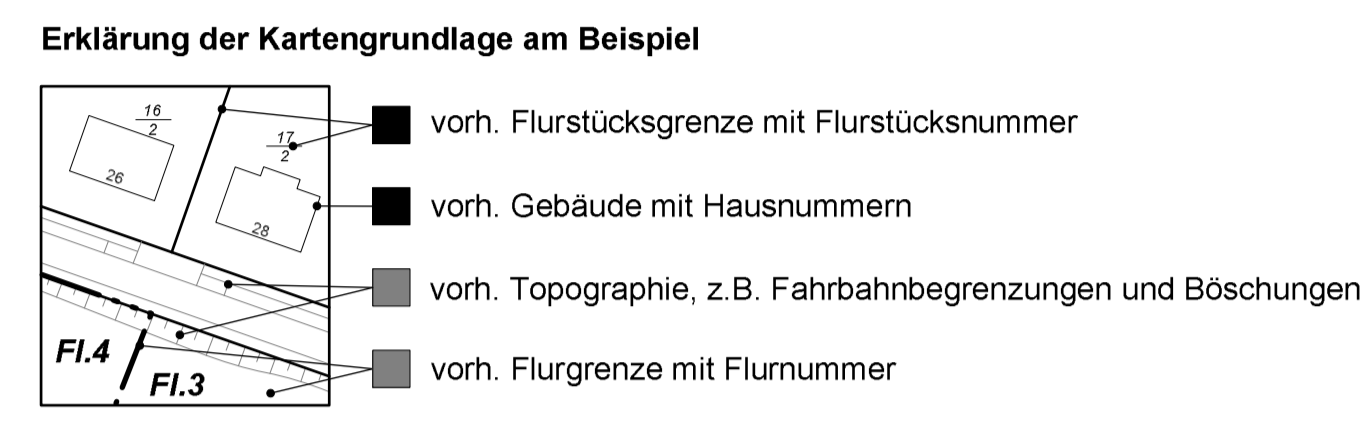 Erklärung der Kartengrundlage am Beispiel
16
2
17
2
26
28
Fl.4
Fl.3
vorh. Flurstücksgrenze mit Flurstücksnummer
vorh. Gebäude mit Hausnummern
vorh. Topographie, z.B. Fahrbahnbegrenzungen und Böschungen
vorh. Flurgrenze mit Flurnummer